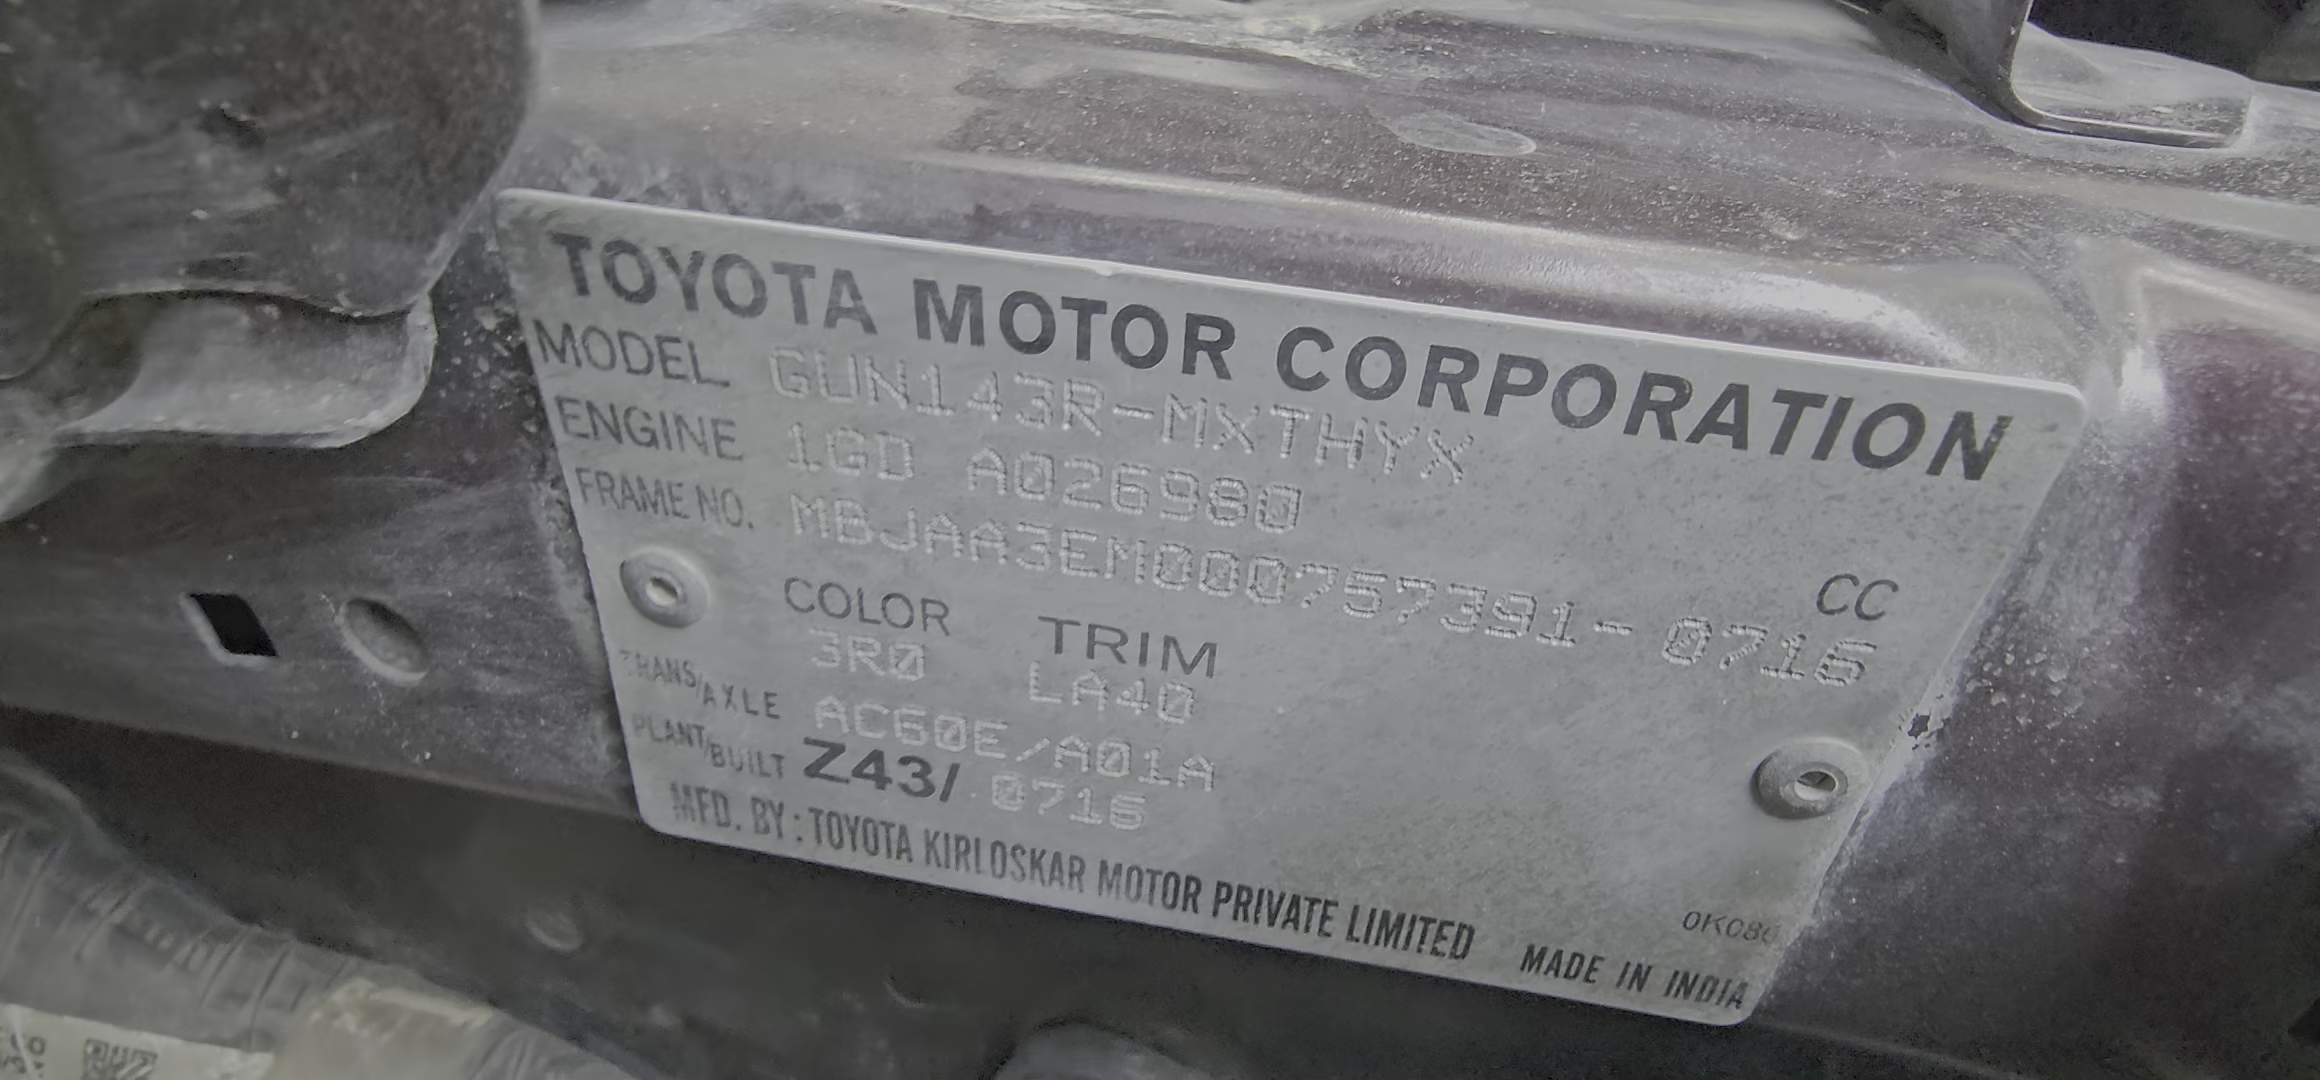 TOYOTA MOTOR CORPORATION
MODEL GUN143R-MXTHYX
ENGINE 1GD A026980
CC
FRAME NO. MBJAA3EM000757391-0716
COLOR TRIM
3R0 LA40
TRANS/AXLE AC60E/A01A
PLANT/BUILT Z43/ 0716
MFD. BY : TOYOTA KIRLOSKAR MOTOR PRIVATE LIMITED MADE IN INDIA